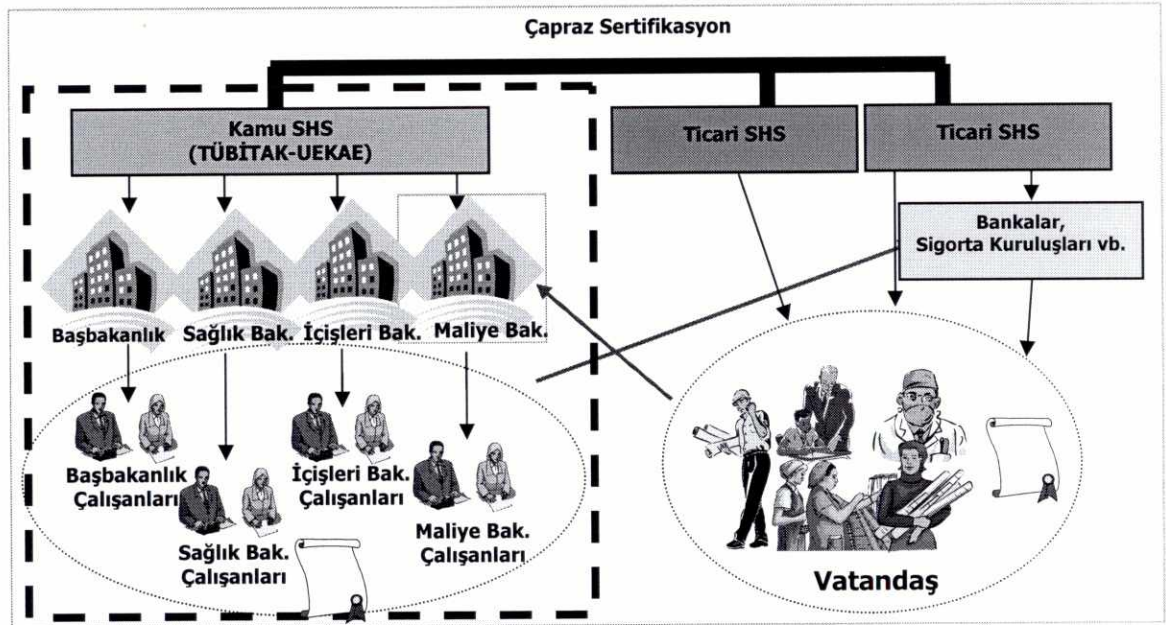 Çapraz Sertifikasyon
Kamu SHS
(TÜBİTAK-UEKAE)
Ticari SHS
Ticari SHS
Bankalar,
Sigorta Kuruluşları vb.
Başbakanlık
Sağlık Bak.
İçişleri Bak.
Maliye Bak.
Başbakanlık
Çalışanları
Sağlık Bak.
Çalışanları
İçişleri Bak.
Çalışanları
Maliye Bak.
Çalışanları
Vatandaş